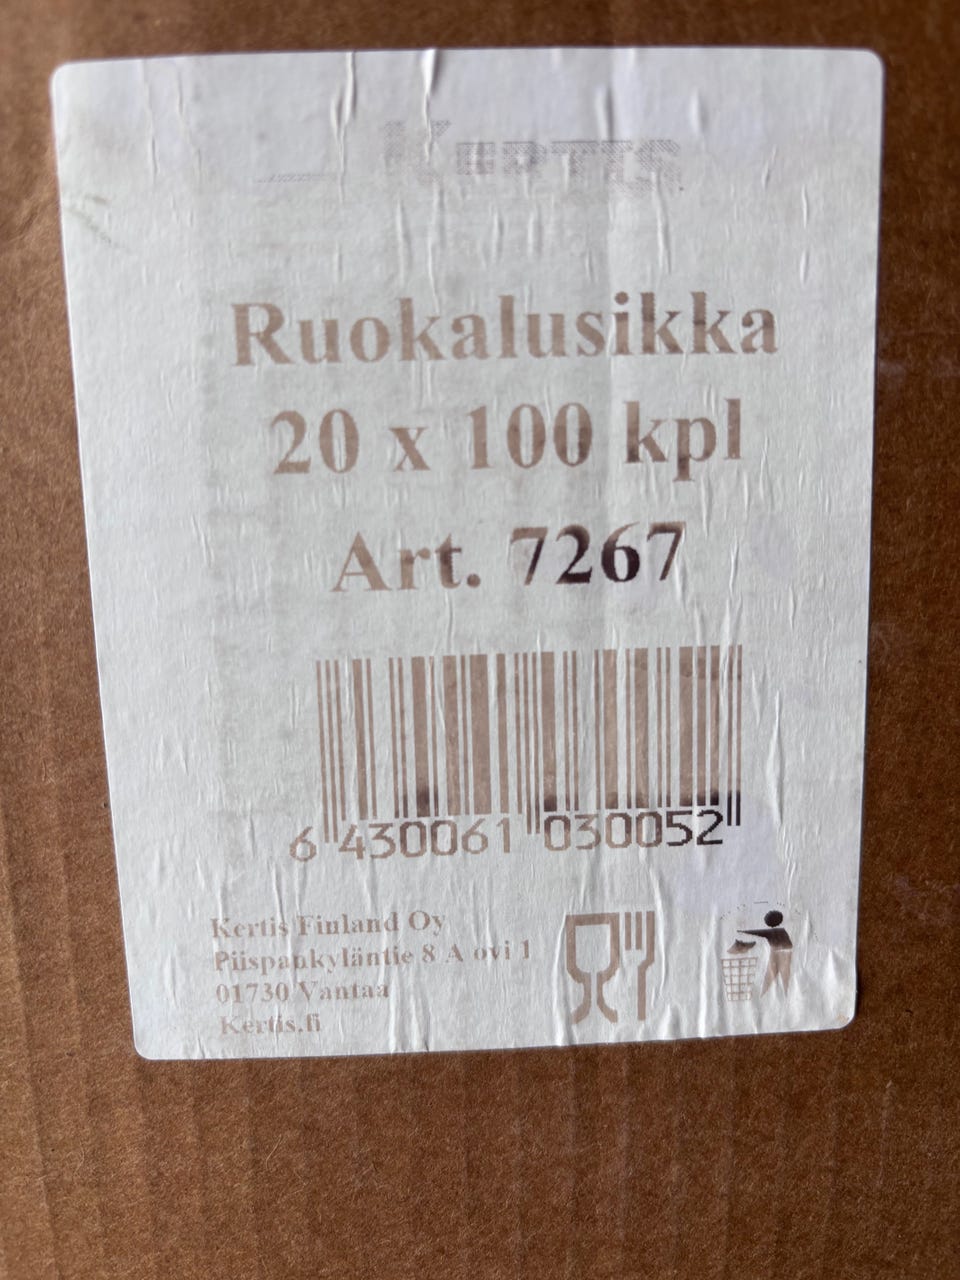 KERTIS
Ruokalusikka
20 x 100 kpl
Art. 7267
6 430061 030052
Kertis Finland Oy
Piispankyläntie 8 A ovi 1
01730 Vantaa
Kertis.fi